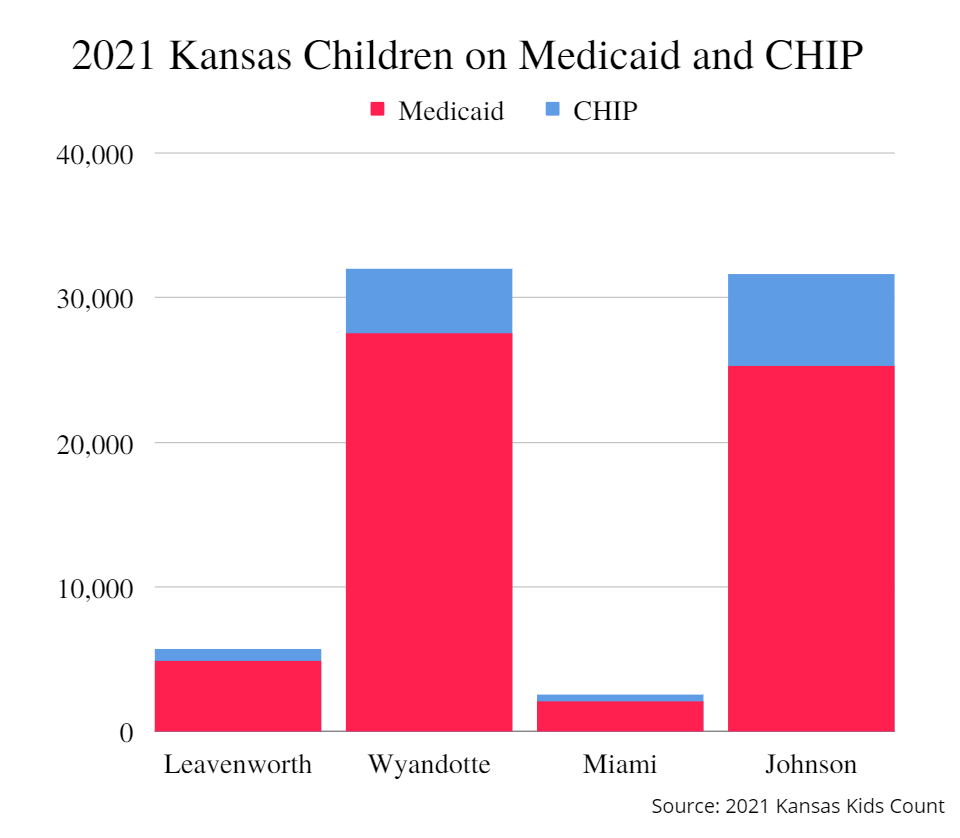 2021 Kansas Children on Medicaid and CHIP
Medicaid CHIP
40,000
30,000
20,000
10,000
0
Leavenworth Wyandotte Miami Johnson
Source: 2021 Kansas Kids Count